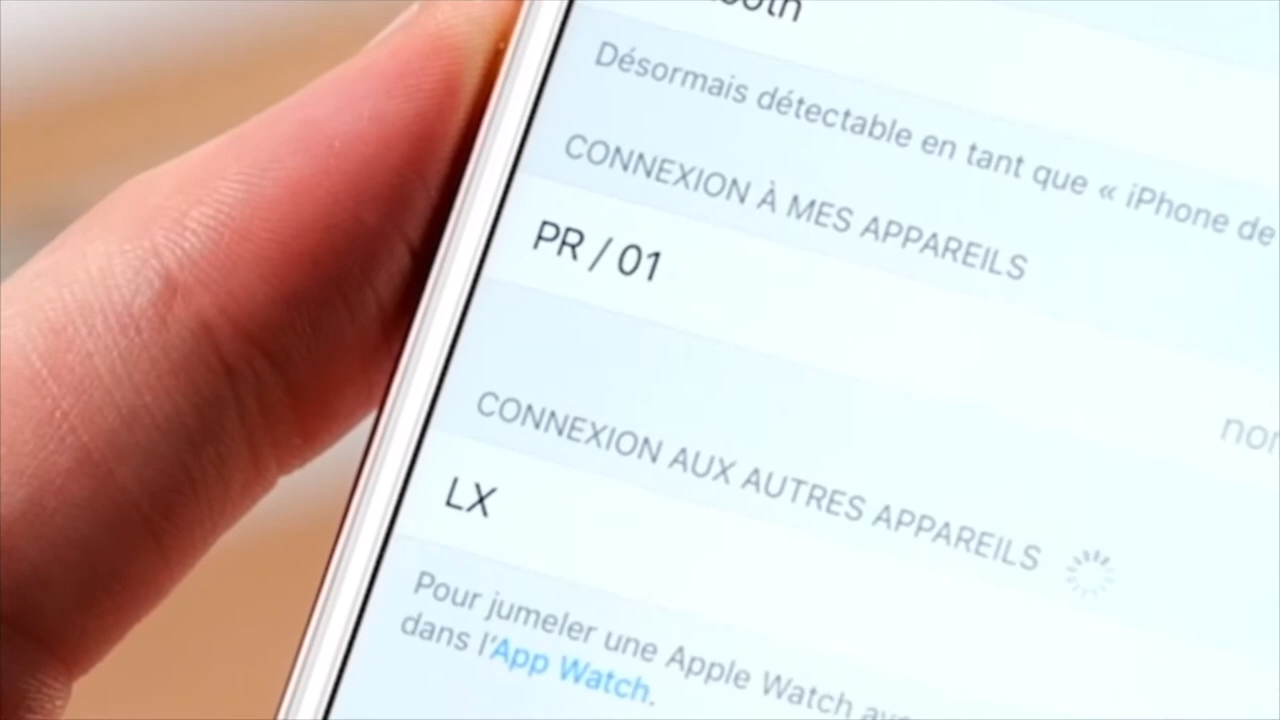 Désormais détectable en tant que « iPhone de
CONNEXION À MES APPAREILS
PR / 01
CONNEXION AUX AUTRES APPAREILS
LX
Pour jumeler une Apple Watch
dans l'App Watch.